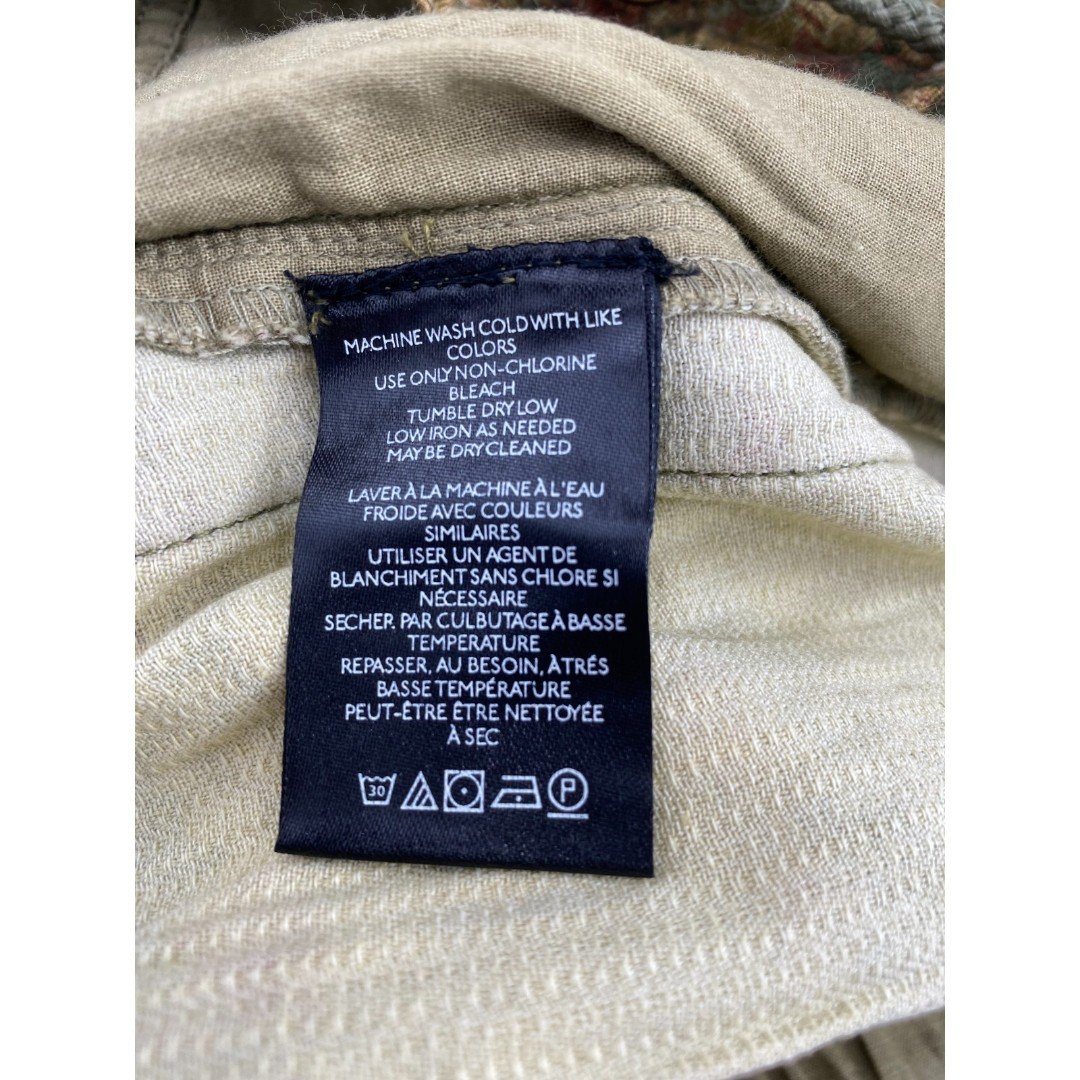 MACHINE WASH COLD WITH LIKE
COLORS
USE ONLY NON-CHLORINE
BLEACH
TUMBLE DRY LOW
LOW IRON AS NEEDED
MAY BE DRY CLEANED
LAVER À LA MACHINE À L'EAU
FROIDE AVEC COULEURS
SIMILAIRES
UTILISER UN AGENT DE
BLANCHIMENT SANS CHLORE SI
NÉCESSAIRE
SECHER, PAR CULBUTAGE À BASSE
TEMPERATURE
REPASSER, AU BESOIN, À TRÉS
BASSE TEMPÉRATURE
PEUT-ÊTRE ÊTRE NETTOYÉE
À SEC
30 P